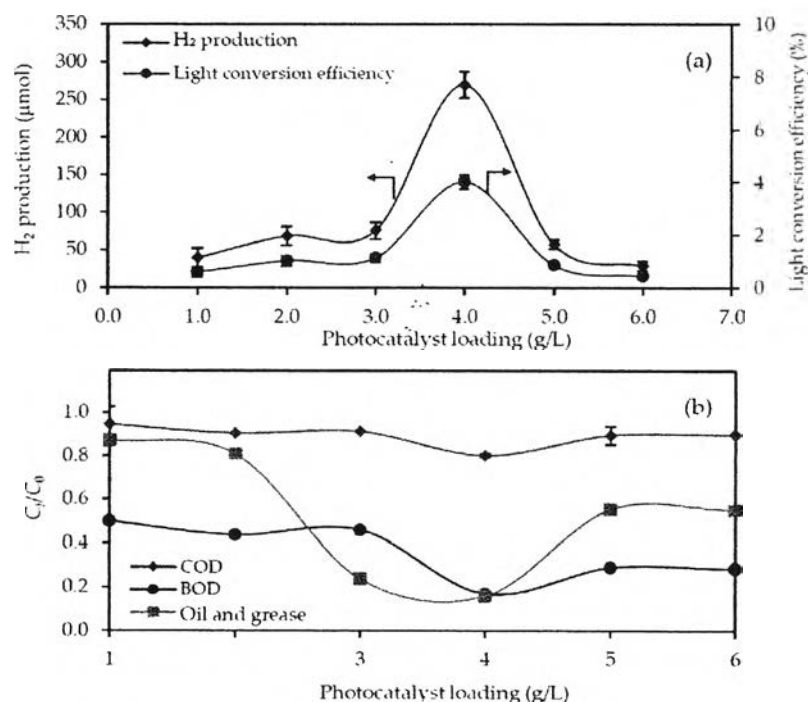 (a)
H₂ production
Light conversion efficiency
H₂ production (µmol)
350
300
250
200
150
100
50
0
10
8
6
4
2
0
Light conversion efficiency (%)
0.0 1.0 2.0 3.0 4.0 5.0 6.0 7.0
Photocatalyst loading (g/L)
(b)
1.0
0.8
0.6
0.4
0.2
0.0
COD
BOD
Oil and grease
1 3 4 5 6
Photocatalyst loading (g/L)